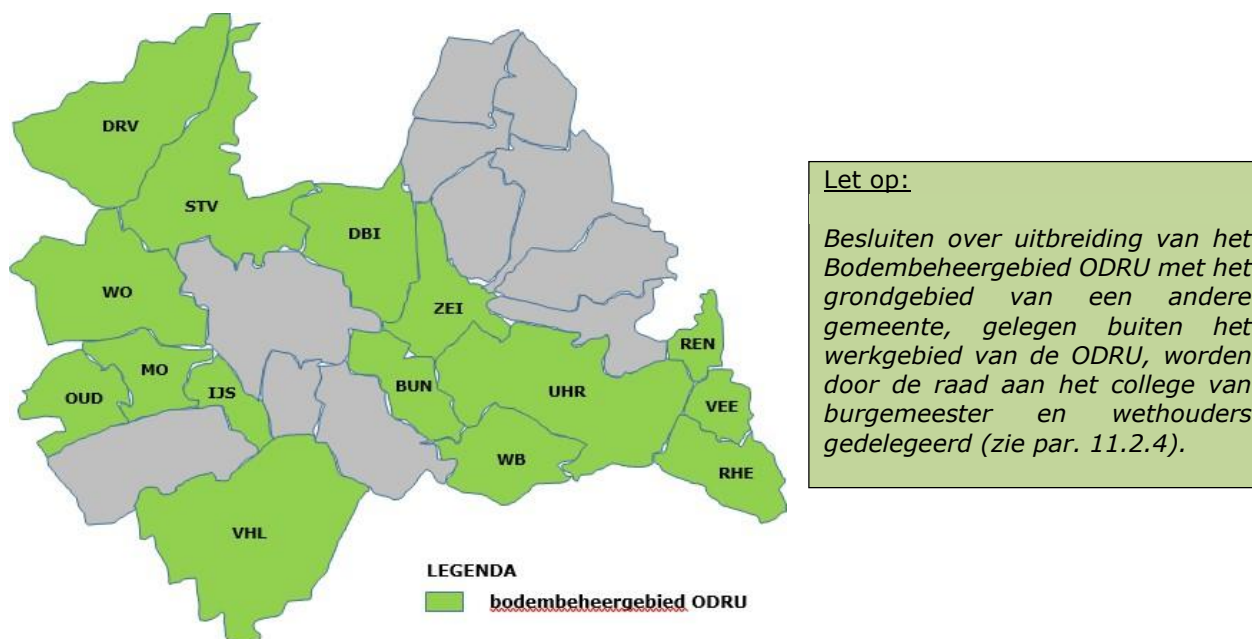 DRV
STV
DBI
WO
ZEI
REN
MO
OUD
IJS
BUN
UHR
VEE
WB
RHE
VHL
LEGENDA
bodembeheergebied ODRU
Let op:
Besluiten over uitbreiding van het
Bodembeheergebied ODRU met het
grondgebied van een andere
gemeente, gelegen buiten het
werkgebied van de ODRU, worden
door de raad aan het college van
burgemeester en wethouders
gedelegeerd (zie par. 11.2.4).